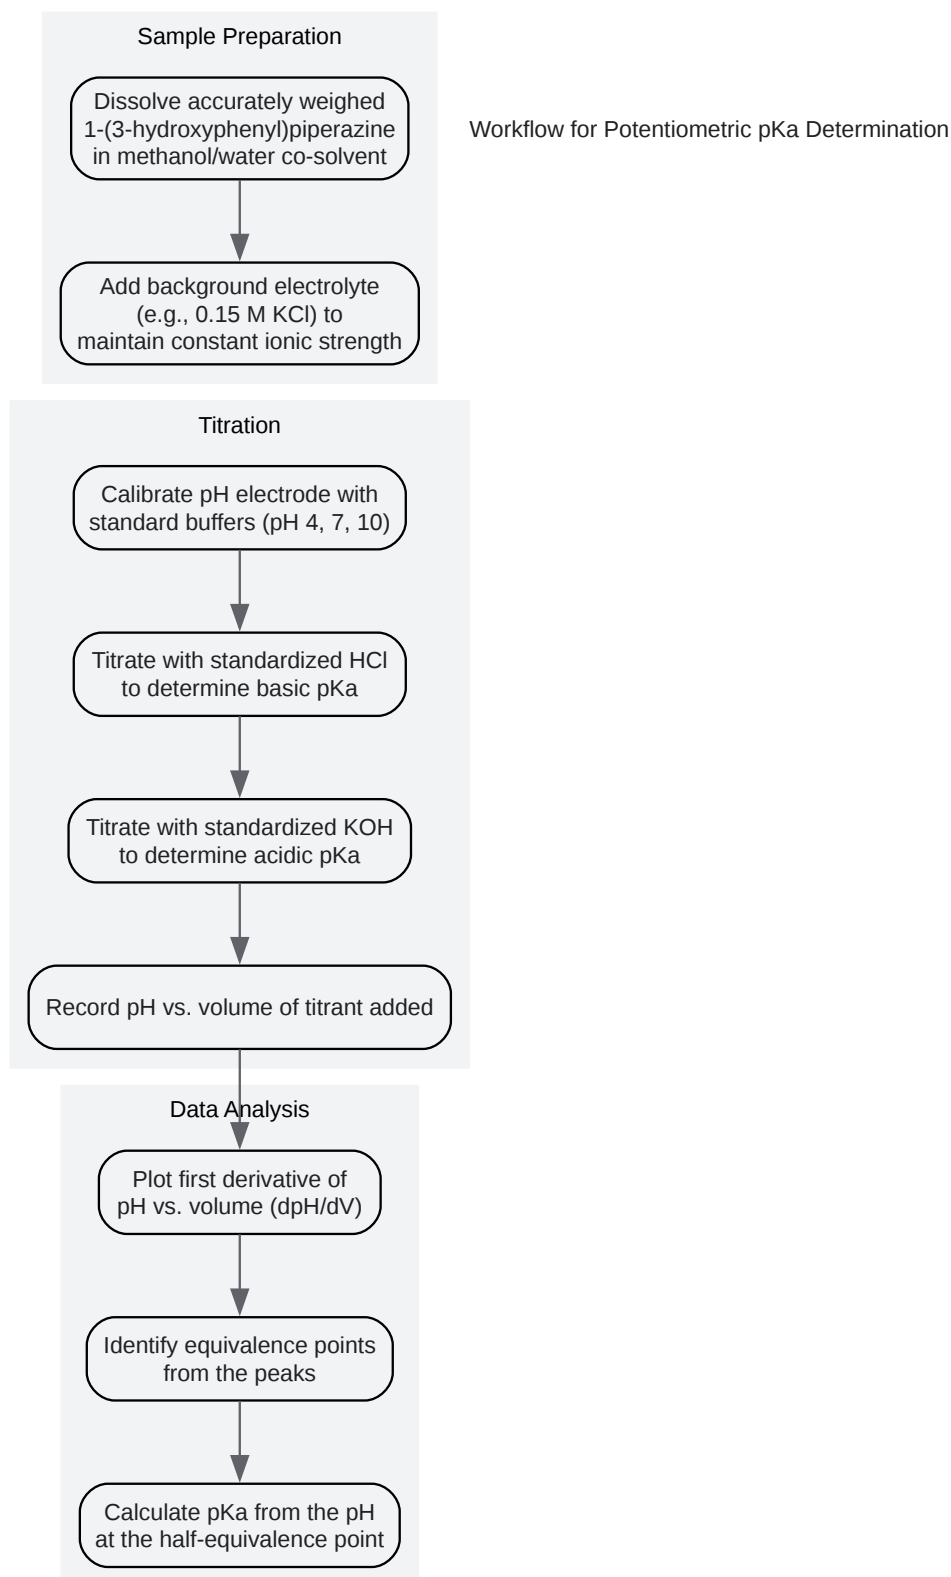 Sample Preparation
Dissolve accurately weighed
1-(3-hydroxyphenyl)piperazine
in methanol/water co-solvent
Workflow for Potentiometric pKa Determination
Add background electrolyte
(e.g., 0.15 M KCl) to
maintain constant ionic strength
Titration
Calibrate pH electrode with
standard buffers (pH 4, 7, 10)
Titrate with standardized HCl
to determine basic pKa
Titrate with standardized KOH
to determine acidic pKa
Record pH vs. volume of titrant added
Data Analysis
Plot first derivative of
pH vs. volume (dpH/dV)
Identify equivalence points
from the peaks
Calculate pKa from the pH
at the half-equivalence point